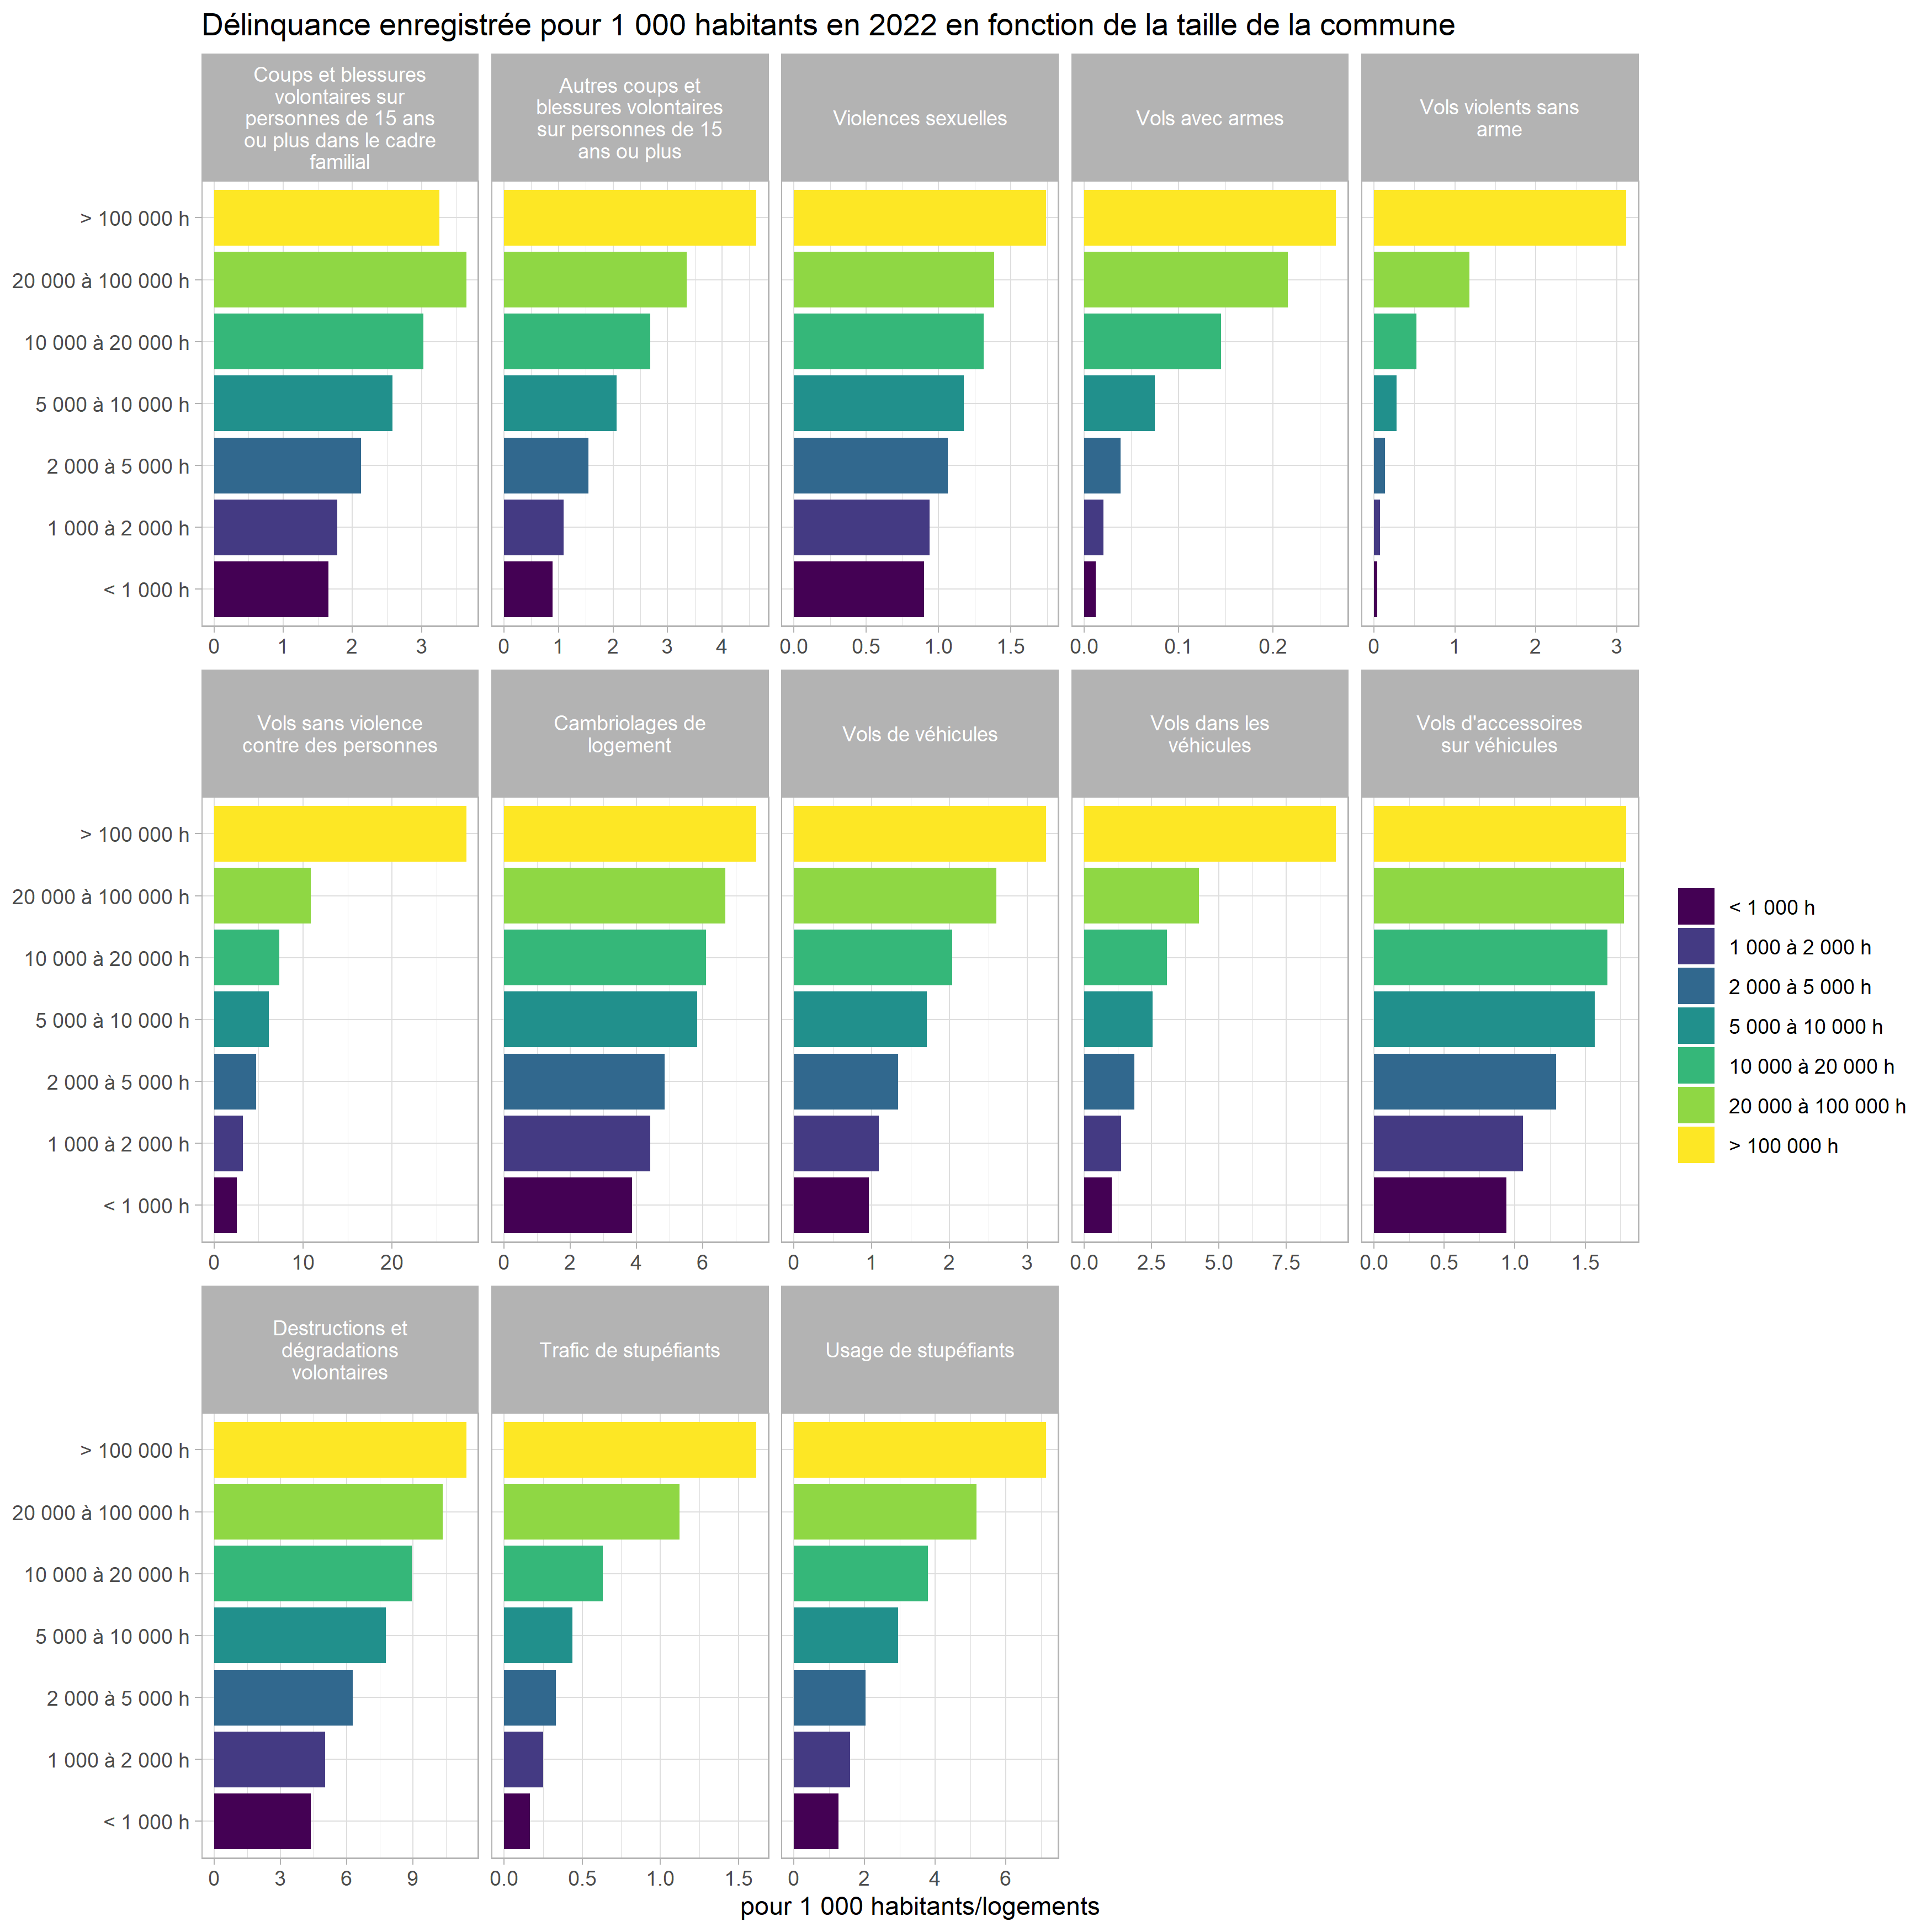 Délinquance enregistrée pour 1 000 habitants en 2022 en fonction de la taille de la commune
Coups et blessures
volontaires sur
personnes de 15 ans
ou plus dans le cadre
familial
Autres coups et
blessures volontaires
sur personnes de 15
ans ou plus
Violences sexuelles
Vols avec armes
Vols violents sans
arme
> 100 000 h
20 000 à 100 000 h
10 000 à 20 000 h
5 000 à 10 000 h
2 000 à 5 000 h
1 000 à 2 000 h
< 1 000 h
0 1 2 3
0 1 2 3 4
0.0 0.5 1.0 1.5
0.0 0.1 0.2
0 1 2 3
Vols sans violence
contre des personnes
Cambriolages de
logement
Vols de véhicules
Vols dans les
véhicules
Vols d'accessoires
sur véhicules
> 100 000 h
20 000 à 100 000 h
10 000 à 20 000 h
5 000 à 10 000 h
2 000 à 5 000 h
1 000 à 2 000 h
< 1 000 h
0 10 20
0 2 4 6
0 1 2 3
0.0 2.5 5.0 7.5
0.0 0.5 1.0 1.5
Destructions et
dégradations
volontaires
Trafic de stupéfiants
Usage de stupéfiants
> 100 000 h
20 000 à 100 000 h
10 000 à 20 000 h
5 000 à 10 000 h
2 000 à 5 000 h
1 000 à 2 000 h
< 1 000 h
0 3 6 9
0.0 0.5 1.0 1.5
0 2 4 6
pour 1 000 habitants/logements
< 1 000 h
1 000 à 2 000 h
2 000 à 5 000 h
5 000 à 10 000 h
10 000 à 20 000 h
20 000 à 100 000 h
> 100 000 h